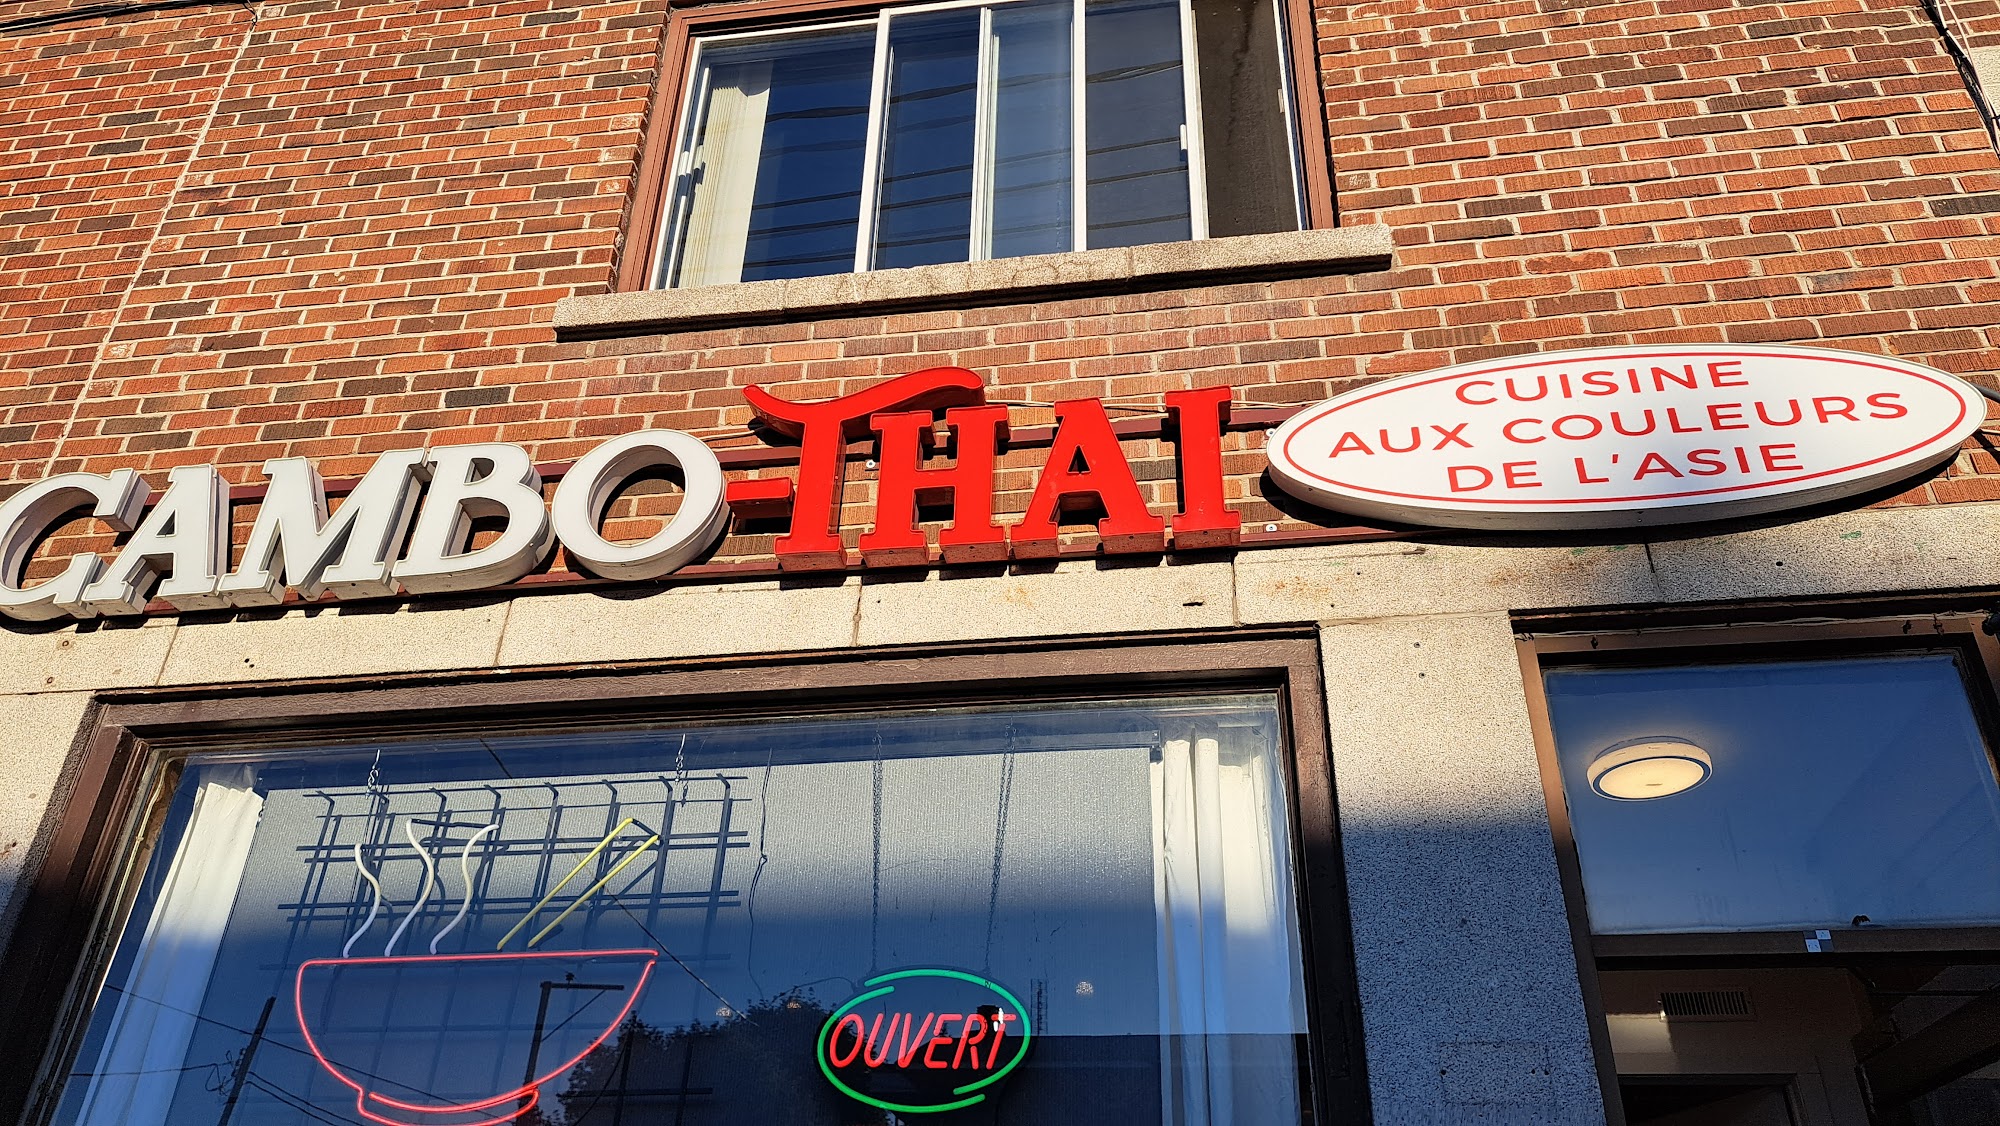 CAMBO-THAI
CUISINE
AUX COULEURS
DE L'ASIE
OUVERT